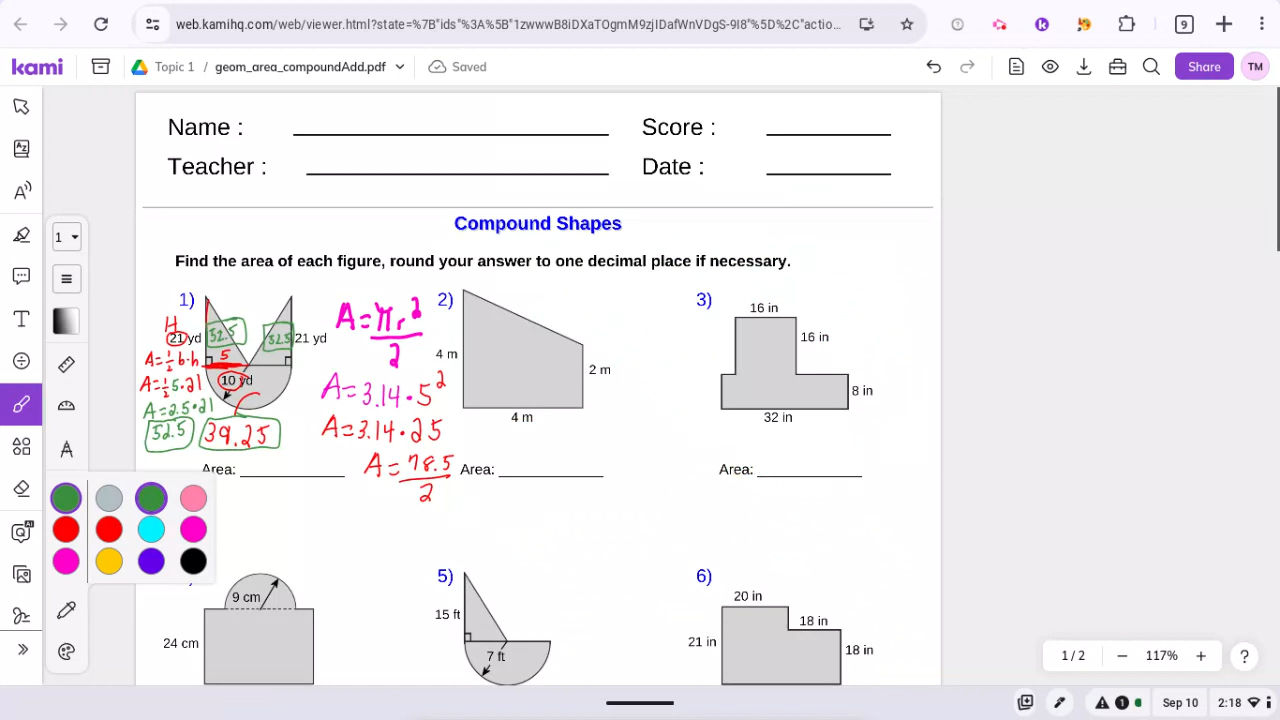 web.kamihq.com/web/viewer.html?state=%7B"ids"%3A%5B"1zwwwB8iDXaTOgmM9zjIDafWnVDgS-9I8"%5D%2C"actio...
9
kami
Topic 1 / geom_area_compoundAdd.pdf
Saved
Share
TM
Name :
Score :
Teacher :
Date :
Compound Shapes
Find the area of each figure, round your answer to one decimal place if necessary.
1)
H
21 yd
52.5
52.5
21 yd
5
10 yd
A=½b·h
A=½5·21
A=2.5·21
52.5
39.25
A=πr²/2
A=3.14·5²
A=3.14·25
A=78.5/2
Area:
2)
4 m
2 m
4 m
Area:
3)
16 in
16 in
8 in
32 in
Area:
9 cm
24 cm
5)
15 ft
7 ft
6)
20 in
18 in
21 in
18 in
1
T
1 / 2
117%
?
1
Sep 10
2:18